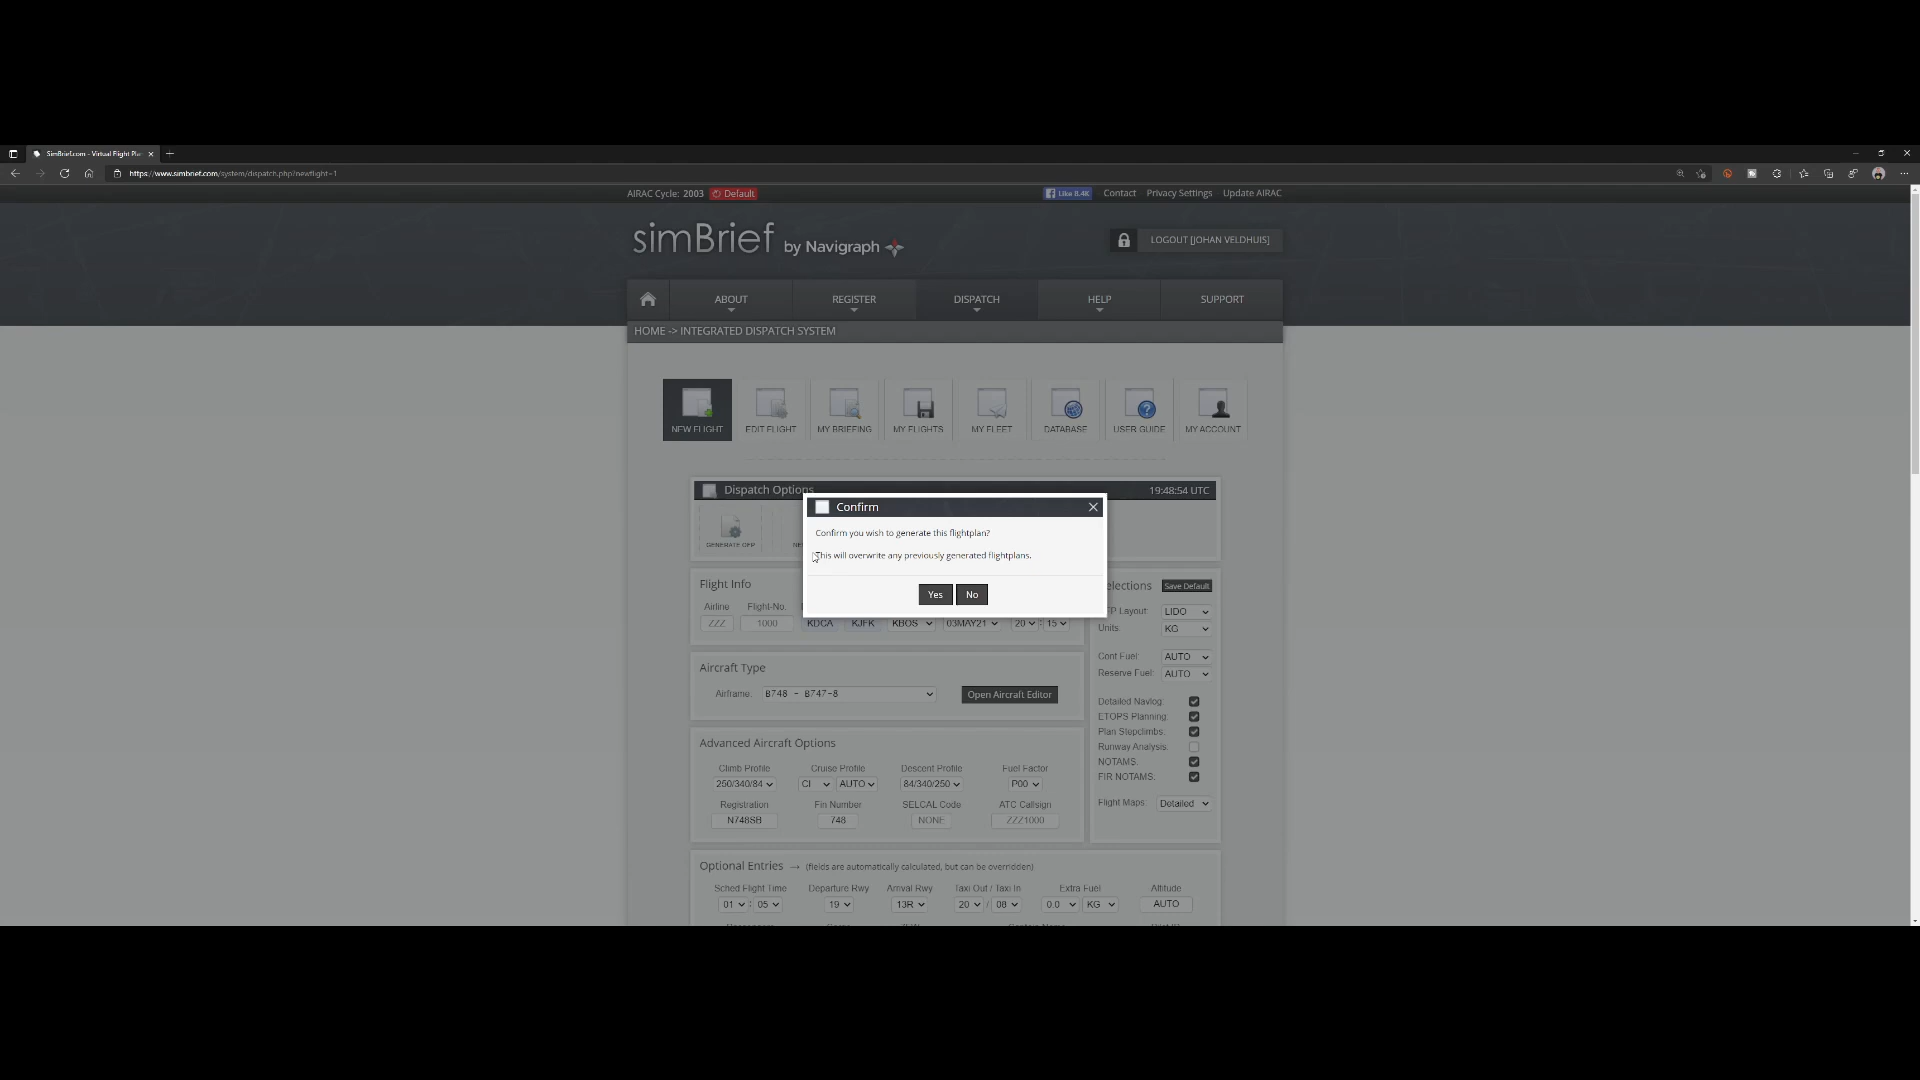 SimBrief.com - Virtual Flight Pla
https://www.simbrief.com/system/dispatch.php?newflight=1
AIRAC Cycle: 2003 Default
Like 8.4K Contact Privacy Settings Update AIRAC
simBrief by Navigraph
LOGOUT [JOHAN VELDHUIS]
ABOUT REGISTER DISPATCH HELP SUPPORT
HOME -> INTEGRATED DISPATCH SYSTEM
NEW FLIGHT EDIT FLIGHT MY BRIEFING MY FLIGHTS MY FLEET DATABASE USER GUIDE MY ACCOUNT
Dispatch Options 19:48:54 UTC
GENERATE OFP
Confirm
Confirm you wish to generate this flightplan?
This will overwrite any previously generated flightplans.
Yes No
Flight Info
Airline Flight-No.
ZZZ 1000 KDCA KJFK KBOS 03MAY21 20 : 15
Aircraft Type
Airframe: B748 - B747-8 Open Aircraft Editor
Advanced Aircraft Options
Climb Profile Cruise Profile Descent Profile Fuel Factor
250/340/84 CI AUTO 84/340/250 P00
Registration Fin Number SELCAL Code ATC Callsign
N748SB 748 NONE ZZZ1000
elections Save Default
Layout: LIDO
Units: KG
Cont Fuel: AUTO
Reserve Fuel: AUTO
Detailed Navlog:
ETOPS Planning:
Plan Stepclimbs:
Runway Analysis:
NOTAMS:
FIR NOTAMS:
Flight Maps: Detailed
Optional Entries → (fields are automatically calculated, but can be overridden)
Sched Flight Time Departure Rwy Arrival Rwy Taxi Out / Taxi In Extra Fuel Altitude
01 : 05 19 13R 20 / 08 0.0 KG AUTO